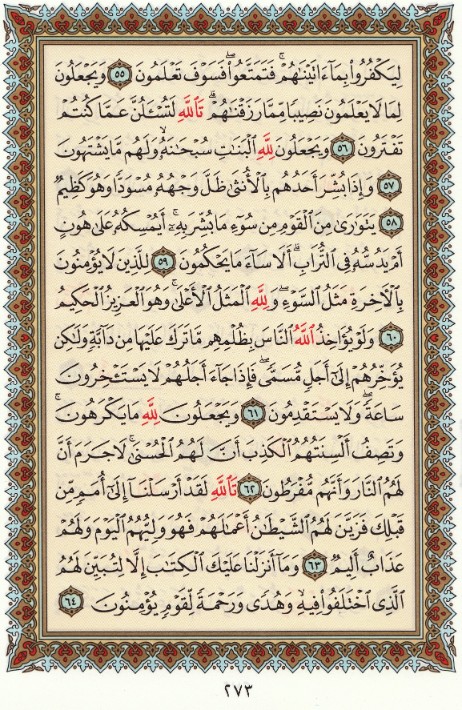 لِيَكْفُرُوا۟ بِمَآ ءَاتَيْنَٰهُمْ ۚ فَتَمَتَّعُوا۟ ۖ فَسَوْفَ تَعْلَمُونَ ٥٥ وَيَجْعَلُونَ
لِمَا لَا يَعْلَمُونَ نَصِيبًا مِّمَّا رَزَقْنَٰهُمْ ۗ تَٱللَّهِ لَتُسْـَٔلُنَّ عَمَّا كُنتُمْ
تَفْتَرُونَ ٥٦ وَيَجْعَلُونَ لِلَّهِ ٱلْبَنَٰتِ سُبْحَٰنَهُۥ ۙ وَلَهُم مَّا يَشْتَهُونَ
٥٧ وَإِذَا بُشِّرَ أَحَدُهُم بِٱلْأُنثَىٰ ظَلَّ وَجْهُهُۥ مُسْوَدًّا وَهُوَ كَظِيمٌ
٥٨ يَتَوَٰرَىٰ مِنَ ٱلْقَوْمِ مِن سُوٓءِ مَا بُشِّرَ بِهِۦٓ ۚ أَيُمْسِكُهُۥ عَلَىٰ هُونٍ
أَمْ يَدُسُّهُۥ فِى ٱلتُّرَابِ ۗ أَلَا سَآءَ مَا يَحْكُمُونَ ٥٩ لِلَّذِينَ لَا يُؤْمِنُونَ
بِٱلْءَاخِرَةِ مَثَلُ ٱلسَّوْءِ ۖ وَلِلَّهِ ٱلْمَثَلُ ٱلْأَعْلَىٰ ۚ وَهُوَ ٱلْعَزِيزُ ٱلْحَكِيمُ
٦٠ وَلَوْ يُؤَاخِذُ ٱللَّهُ ٱلنَّاسَ بِظُلْمِهِم مَّا تَرَكَ عَلَيْهَا مِن دَآبَّةٍ وَلَٰكِن
يُؤَخِّرُهُمْ إِلَىٰٓ أَجَلٍ مُّسَمًّى ۖ فَإِذَا جَآءَ أَجَلُهُمْ لَا يَسْتَـْٔخِرُونَ
سَاعَةً ۖ وَلَا يَسْتَقْدِمُونَ ٦١ وَيَجْعَلُونَ لِلَّهِ مَا يَكْرَهُونَ ۚ
وَتَصِفُ أَلْسِنَتُهُمُ ٱلْكَذِبَ أَنَّ لَهُمُ ٱلْحُسْنَىٰ ۖ لَا جَرَمَ أَنَّ
لَهُمُ ٱلنَّارَ وَأَنَّهُم مُّفْرَطُونَ ٦٢ تَٱللَّهِ لَقَدْ أَرْسَلْنَآ إِلَىٰٓ أُمَمٍ مِّن
قَبْلِكَ فَزَيَّنَ لَهُمُ ٱلشَّيْطَٰنُ أَعْمَٰلَهُمْ فَهُوَ وَلِيُّهُمُ ٱلْيَوْمَ وَلَهُمْ
عَذَابٌ أَلِيمٌ ٦٣ وَمَآ أَنزَلْنَا عَلَيْكَ ٱلْكِتَٰبَ إِلَّا لِتُبَيِّنَ لَهُمُ
ٱلَّذِى ٱخْتَلَفُوا۟ فِيهِ ۙ وَهُدًى وَرَحْمَةً لِّقَوْمٍ يُؤْمِنُونَ ٦٤
٢٧٣